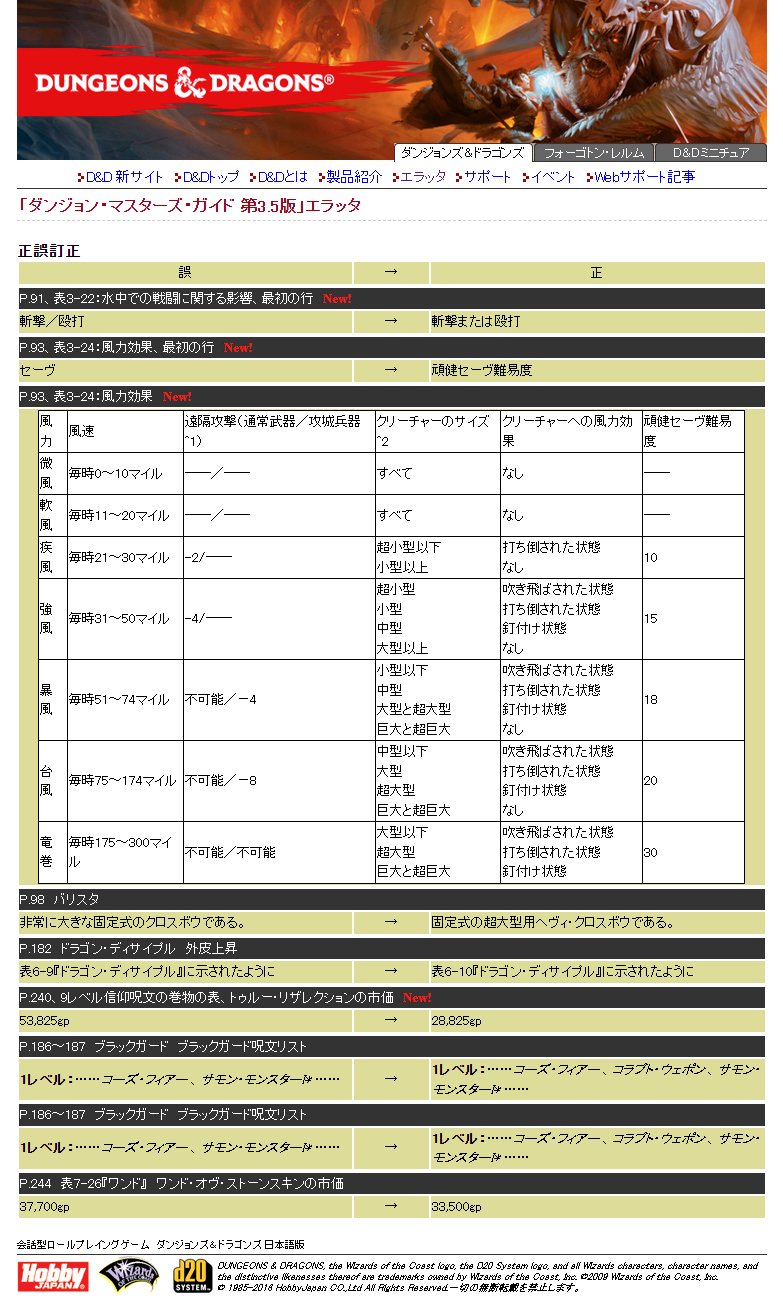 DUNGEONS & DRAGONS®
ダンジョンズ&ドラゴンズ フォーゴトン・レルム D&Dミニチュア
D&D 新サイト D&Dトップ D&Dとは 製品紹介 エラッタ サポート イベント Webサポート記事
「ダンジョン・マスターズ・ガイド 第3.5版」エラッタ
正誤訂正
誤 → 正
P.91、表3-22:水中での戦闘に関する影響、最初の行 New!
斬撃／殴打 → 斬撃または殴打
P.93、表3-24:風力効果、最初の行 New!
セーヴ → 頑健セーヴ難易度
P.93、表3-24:風力効果 New!
風力 風速 遠隔攻撃(通常武器／攻城兵器^1) クリーチャーのサイズ^2 クリーチャーへの風力効果 頑健セーヴ難易度
微風 毎時0～10マイル ――／―― すべて なし ――
軟風 毎時11～20マイル ――／―― すべて なし ――
疾風 毎時21～30マイル -2/―― 超小型以下 打ち倒された状態 10
小型以上 なし
強風 毎時31～50マイル -4/―― 超小型 吹き飛ばされた状態 15
小型 打ち倒された状態
中型 釘付け状態
大型以上 なし
暴風 毎時51～74マイル 不可能／－4 小型以下 吹き飛ばされた状態 18
中型 打ち倒された状態
大型と超大型 釘付け状態
巨大と超巨大 なし
台風 毎時75～174マイル 不可能／－8 中型以下 吹き飛ばされた状態 20
大型 打ち倒された状態
超大型 釘付け状態
巨大と超巨大 なし
竜巻 毎時175～300マイル 不可能／不可能 大型以下 吹き飛ばされた状態 30
超大型 打ち倒された状態
巨大と超巨大 釘付け状態
P.98 バリスタ
非常に大きな固定式のクロスボウである。 → 固定式の超大型用ヘヴィ・クロスボウである。
P.182 ドラゴン・ディサイプル 外皮上昇
表6-9『ドラゴン・ディサイプル』に示されたように → 表6-10『ドラゴン・ディサイプル』に示されたように
P.240、9レベル信仰呪文の巻物の表、トゥルー・リザレクションの市価 New!
53,825gp → 28,825gp
P.186～187 ブラックガード ブラックガード呪文リスト
1レベル：……コーズ・フィアー、サモン・モンスターI* …… → 1レベル：……コーズ・フィアー、コラプト・ウェポン、サモン・
モンスターI* ……
P.186～187 ブラックガード ブラックガード呪文リスト
1レベル：……コーズ・フィアー、サモン・モンスターI* …… → 1レベル：……コーズ・フィアー、コラプト・ウェポン、サモン・
モンスターI* ……
P.244 表7-26『ワンド』 ワンド・オヴ・ストーンスキンの市価
37,700gp → 33,500gp
会話型ロールプレイングゲーム ダンジョンズ&ドラゴンズ 日本語版
Hobby JAPAN Wizards OF THE COAST d20 SYSTEM
DUNGEONS & DRAGONS, the Wizards of the Coast logo, the D20 System logo, and all Wizards characters, character names, and
the distinctive likenesses thereof are trademarks owned by Wizards of the Coast, Inc. ©2009 Wizards of the Coast, Inc.
© 1985-2016 HobbyJapan CO.,Ltd All Rights Reserved.一切の無断転載を禁止します。